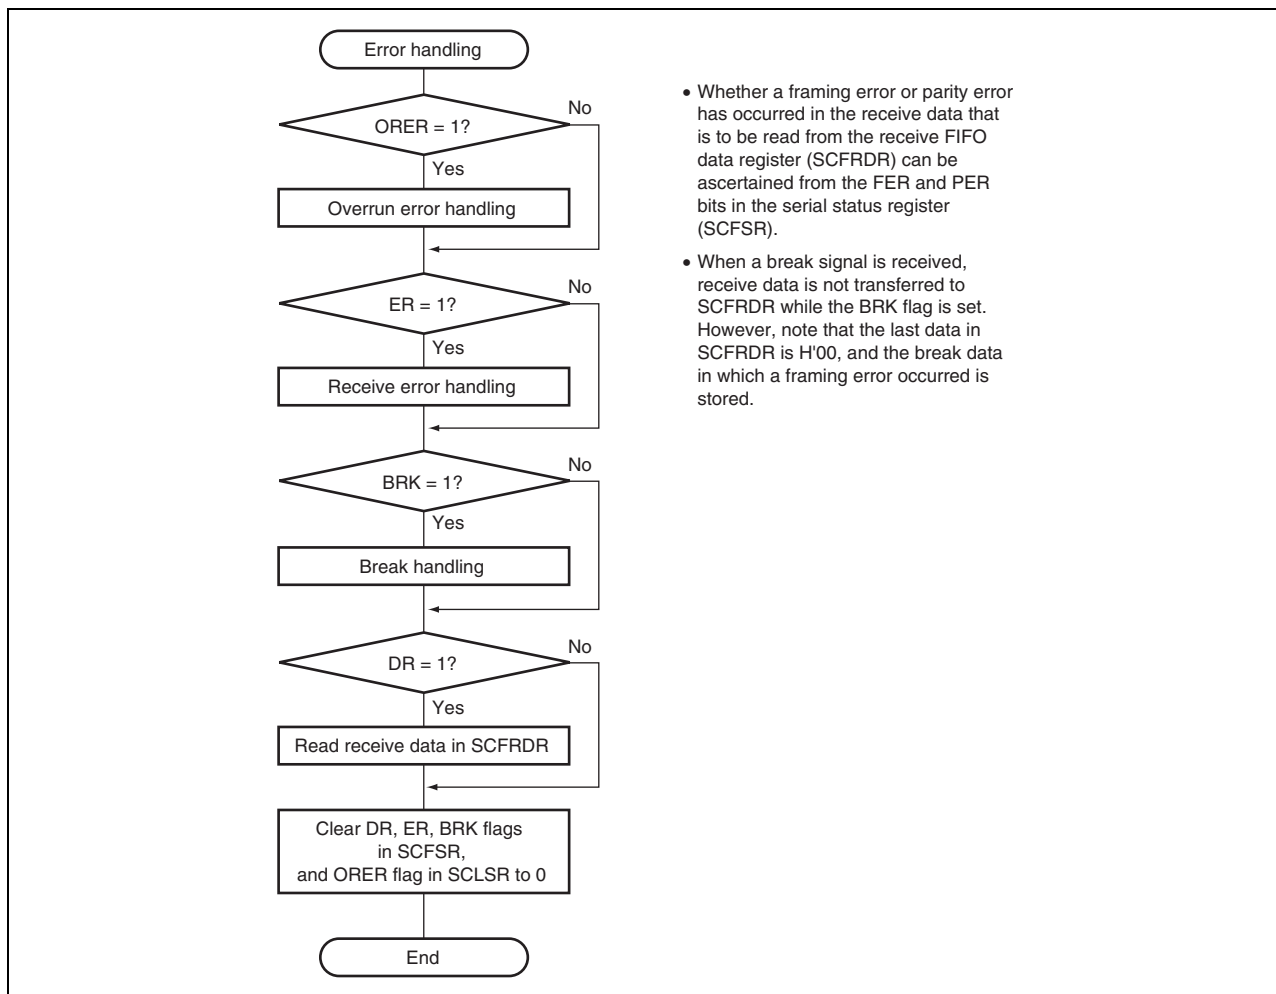 Error handling
ORER = 1?
No
Yes
Overrun error handling
ER = 1?
No
Yes
Receive error handling
BRK = 1?
No
Yes
Break handling
DR = 1?
No
Yes
Read receive data in SCFRDR
Clear DR, ER, BRK flags
in SCFSR,
and ORER flag in SCLSR to 0
End
• Whether a framing error or parity error
has occurred in the receive data that
is to be read from the receive FIFO
data register (SCFRDR) can be
ascertained from the FER and PER
bits in the serial status register
(SCFSR).
• When a break signal is received,
receive data is not transferred to
SCFRDR while the BRK flag is set.
However, note that the last data in
SCFRDR is H'00, and the break data
in which a framing error occurred is
stored.